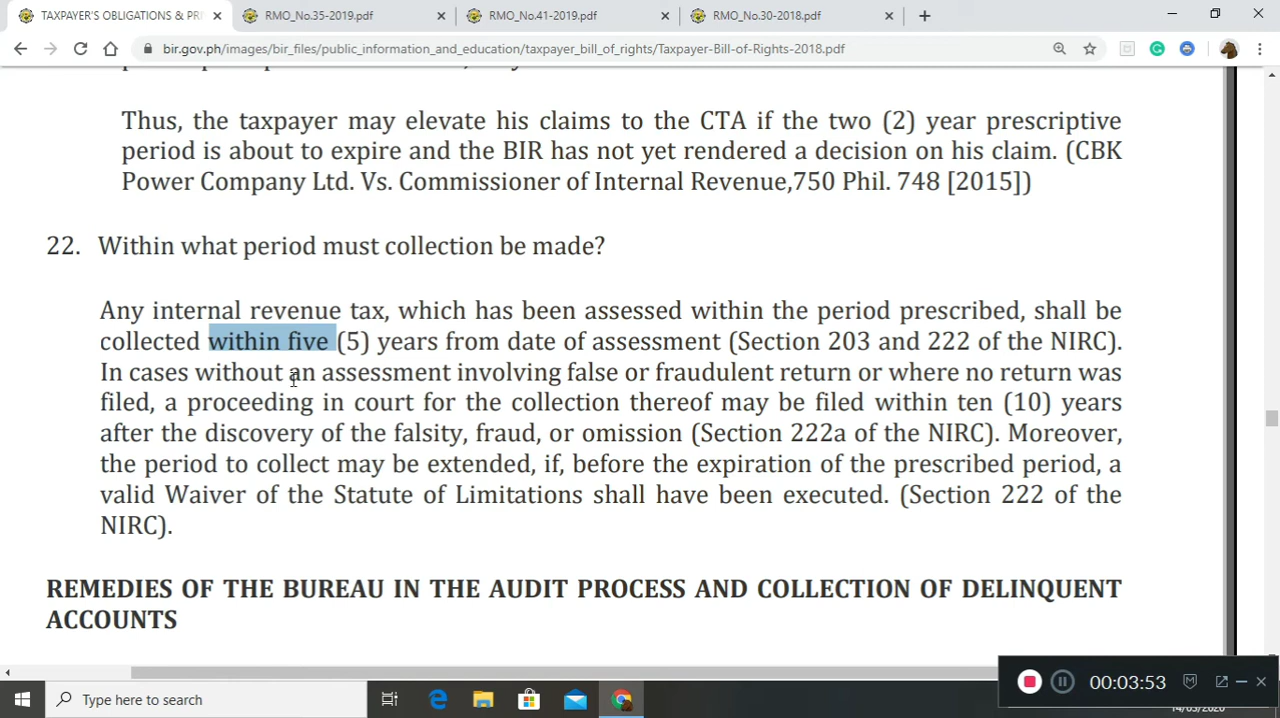 TAXPAYER'S OBLIGATIONS & PR
RMO_No.35-2019.pdf
RMO_No.41-2019.pdf
RMO_No.30-2018.pdf
bir.gov.ph/images/bir_files/public_information_and_education/taxpayer_bill_of_rights/Taxpayer-Bill-of-Rights-2018.pdf
Thus, the taxpayer may elevate his claims to the CTA if the two (2) year prescriptive
period is about to expire and the BIR has not yet rendered a decision on his claim. (CBK
Power Company Ltd. Vs. Commissioner of Internal Revenue,750 Phil. 748 [2015])
22. Within what period must collection be made?
Any internal revenue tax, which has been assessed within the period prescribed, shall be
collected within five (5) years from date of assessment (Section 203 and 222 of the NIRC).
In cases without an assessment involving false or fraudulent return or where no return was
filed, a proceeding in court for the collection thereof may be filed within ten (10) years
after the discovery of the falsity, fraud, or omission (Section 222a of the NIRC). Moreover,
the period to collect may be extended, if, before the expiration of the prescribed period, a
valid Waiver of the Statute of Limitations shall have been executed. (Section 222 of the
NIRC).
REMEDIES OF THE BUREAU IN THE AUDIT PROCESS AND COLLECTION OF DELINQUENT
ACCOUNTS
Type here to search
00:03:53